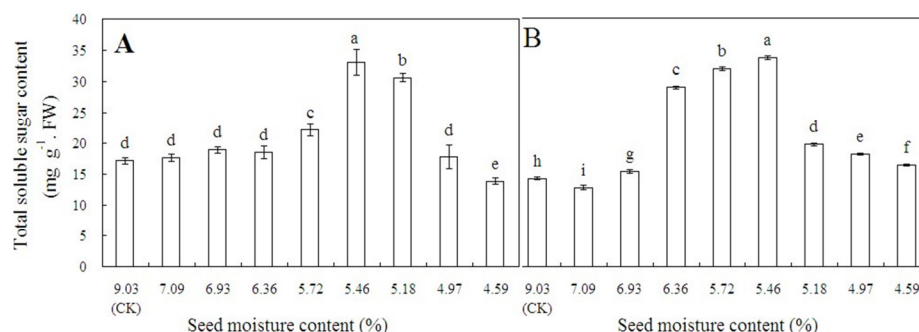 Total soluble sugar content
(mg g⁻¹. FW)
40
35
30
25
20
15
10
5
0
A
d d d d c a b d e
B
h i g c b a d e f
9.03 7.09 6.93 6.36 5.72 5.46 5.18 4.97 4.59
(CK)
9.03 7.09 6.93 6.36 5.72 5.46 5.18 4.97 4.59
(CK)
Seed moisture content (%)
Seed moisture content (%)